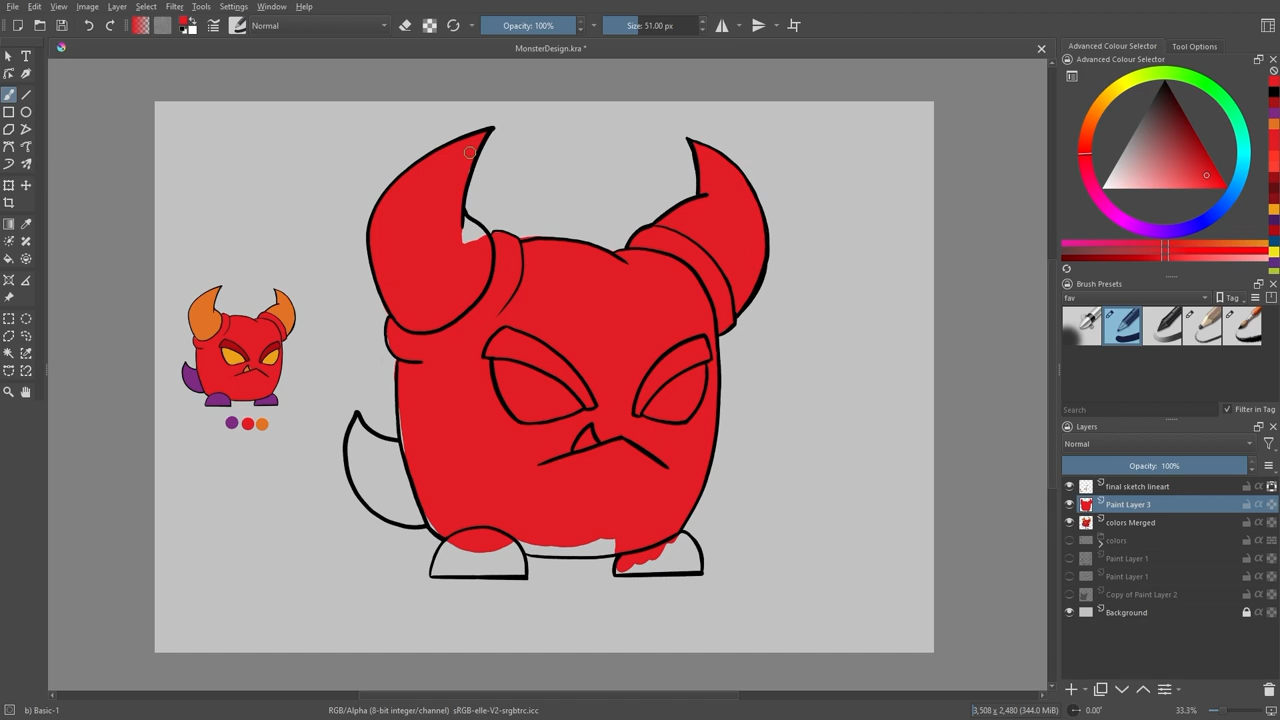 File Edit View Image Layer Select Filter Tools Settings Window Help
Normal Opacity: 100% Size: 51.00 px
MonsterDesign.kra *
Advanced Colour Selector Tool Options
Advanced Colour Selector
Brush Presets
fav Tag
Search Filter in Tag
Layers
Normal
Opacity: 100%
final sketch lineart
Paint Layer 3
colors Merged
colors
Paint Layer 1
Paint Layer 1
Copy of Paint Layer 2
Background
b) Basic-1 RGB/Alpha (8-bit integer/channel) sRGB-elle-V2-srgbtrc.icc 3,508 x 2,480 (344.0 MiB) 0.00° 33.3%